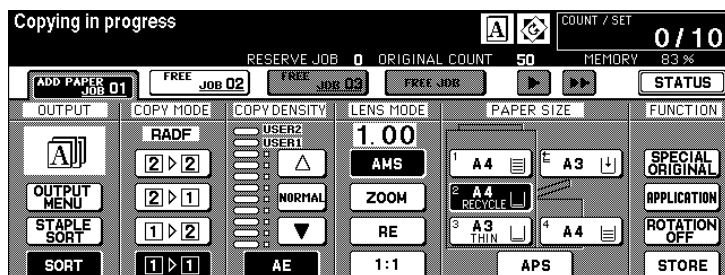 Copying in progress
A
COUNT / SET
0 / 10
RESERVE JOB 0 ORIGINAL COUNT 50 MEMORY 83 %
ADD PAPER
JOB 01
FREE
JOB 02
FREE
JOB 03
FREE JOB
STATUS
OUTPUT COPY MODE COPY DENSITY LENS MODE PAPER SIZE FUNCTION
A
OUTPUT
MENU
STAPLE
SORT
SORT
RADF
2 ▷ 2
2 ▷ 1
1 ▷ 2
1 ▷ 1
USER2
USER1
NORMAL
AE
1.00
AMS
ZOOM
RE
1:1
1 A4
A3
2 A4
RECYCLE
3 A3
THIN
4 A4
APS
SPECIAL
ORIGINAL
APPLICATION
ROTATION
OFF
STORE